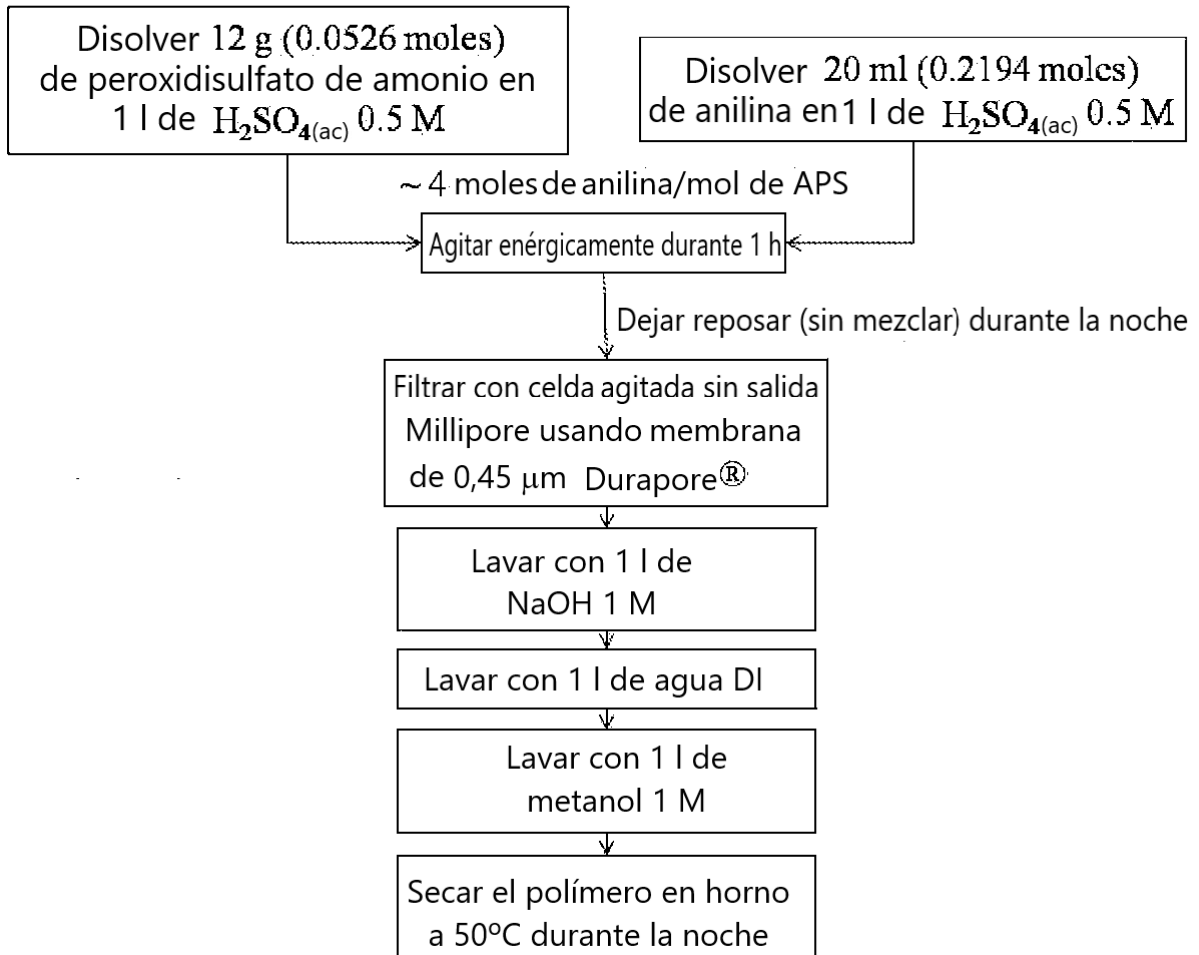 Disolver 12 g (0.0526 moles)
de peroxidisulfato de amonio en
1 l de H₂SO₄(ac) 0.5 M
Disolver 20 ml (0.2194 moles)
de anilina en 1 l de H₂SO₄(ac) 0.5 M
~ 4 moles de anilina/mol de APS
Agitar enérgicamente durante 1 h
Dejar reposar (sin mezclar) durante la noche
Filtrar con celda agitada sin salida
Millipore usando membrana
de 0,45 μm Durapore®
Lavar con 1 l de
NaOH 1 M
Lavar con 1 l de agua DI
Lavar con 1 l de
metanol 1 M
Secar el polímero en horno
a 50ºC durante la noche